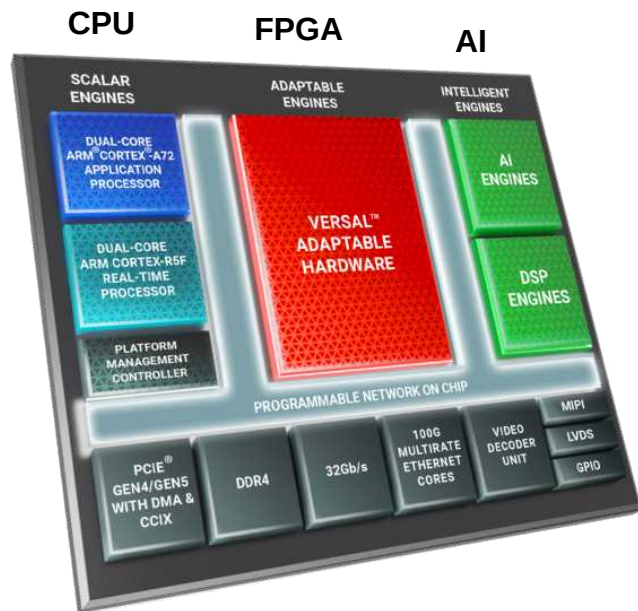 CPU
FPGA
AI
SCALAR
ENGINES
ADAPTABLE
ENGINES
INTELLIGENT
ENGINES
DUAL-CORE
ARM® CORTEX®-A72
APPLICATION
PROCESSOR
DUAL-CORE
ARM CORTEX-R5F
REAL-TIME
PROCESSOR
PLATFORM
MANAGEMENT
CONTROLLER
VERSAL™
ADAPTABLE
HARDWARE
AI
ENGINES
DSP
ENGINES
PROGRAMMABLE NETWORK ON CHIP
PCIE®
GEN4/GEN5
WITH DMA &
CCIX
DDR4
32Gb/s
100G
MULTIRATE
ETHERNET
CORES
VIDEO
DECODER
UNIT
MIPI
LVDS
GPIO